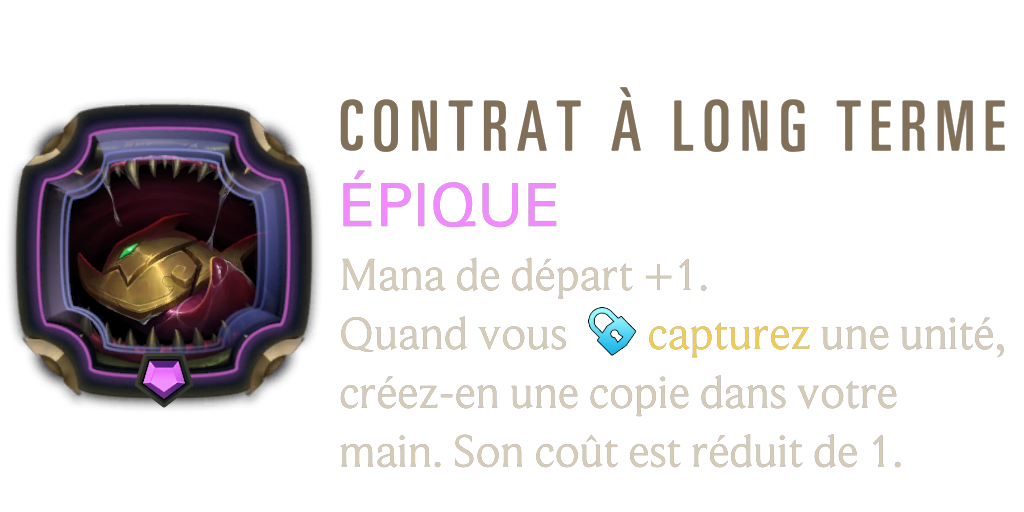 CONTRAT À LONG TERME
ÉPIQUE
Mana de départ +1.
Quand vous capturez une unité,
créez-en une copie dans votre
main. Son coût est réduit de 1.